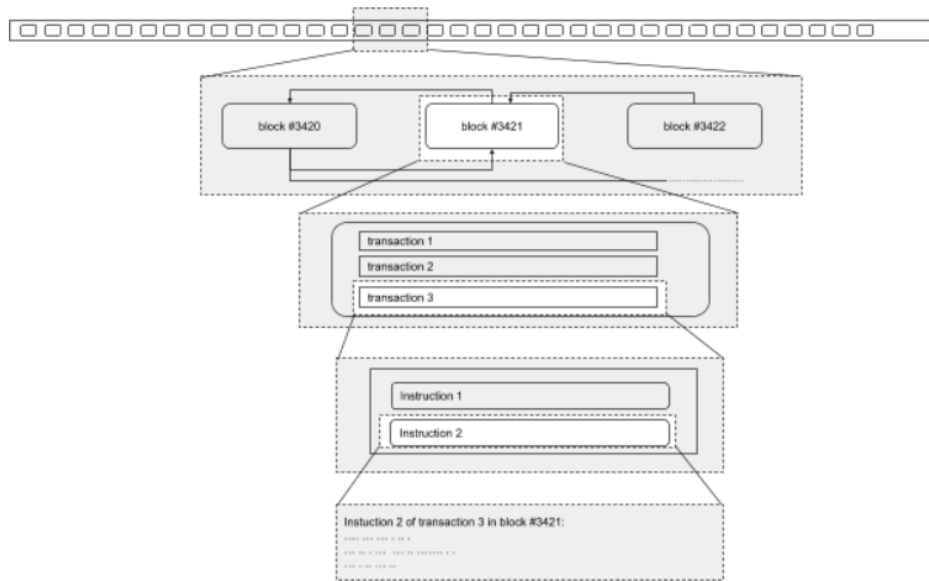 block #3420
block #3421
block #3422
transaction 1
transaction 2
transaction 3
Instruction 1
Instruction 2
Instuction 2 of transaction 3 in block #3421: